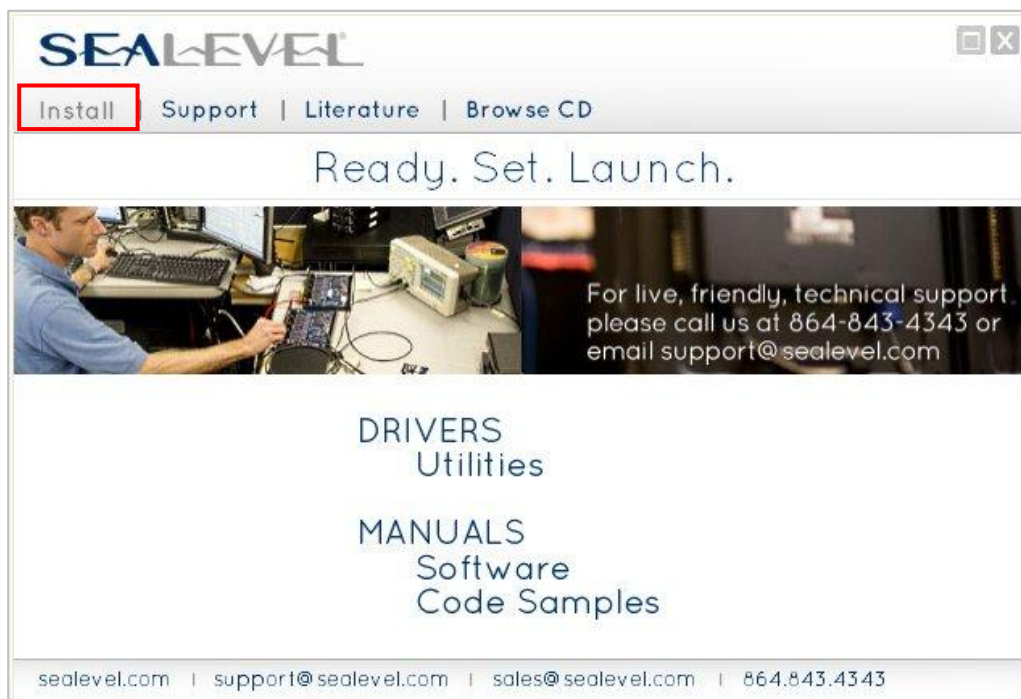 SEALEVEL
Install | Support | Literature | Browse CD
Ready. Set. Launch.
For live, friendly, technical support
please call us at 864-843-4343 or
email support@sealevel.com
DRIVERS
Utilities
MANUALS
Software
Code Samples
sealevel.com | support@sealevel.com | sales@sealevel.com | 864.843.4343